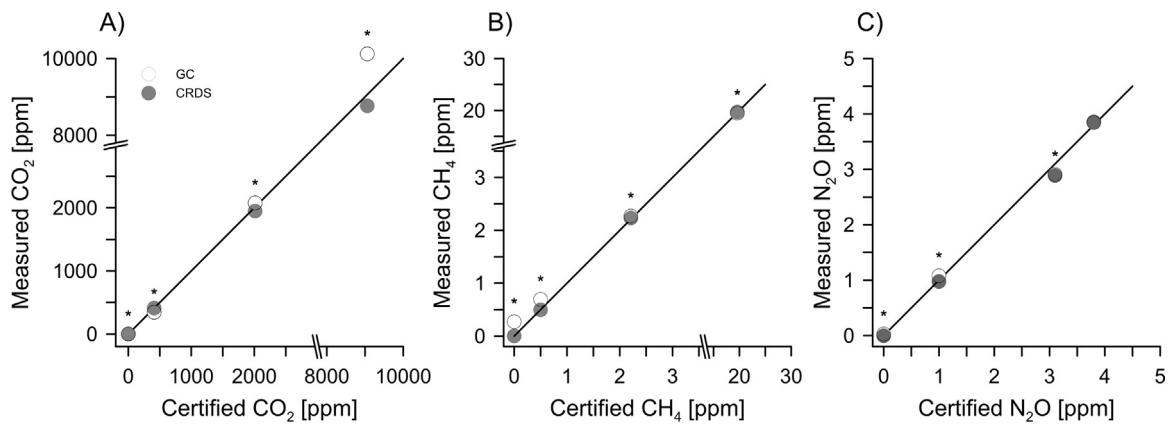 A)
Measured CO2 [ppm]
10000
8000
2000
1000
0
GC
CRDS
*
*
*
*
0 1000 2000 8000 10000
Certified CO2 [ppm]
B)
Measured CH4 [ppm]
30
20
3
2
1
0
*
*
*
*
0 1 2 3 20 30
Certified CH4 [ppm]
C)
Measured N2O [ppm]
5
4
3
2
1
0
*
*
*
0 1 2 3 4 5
Certified N2O [ppm]